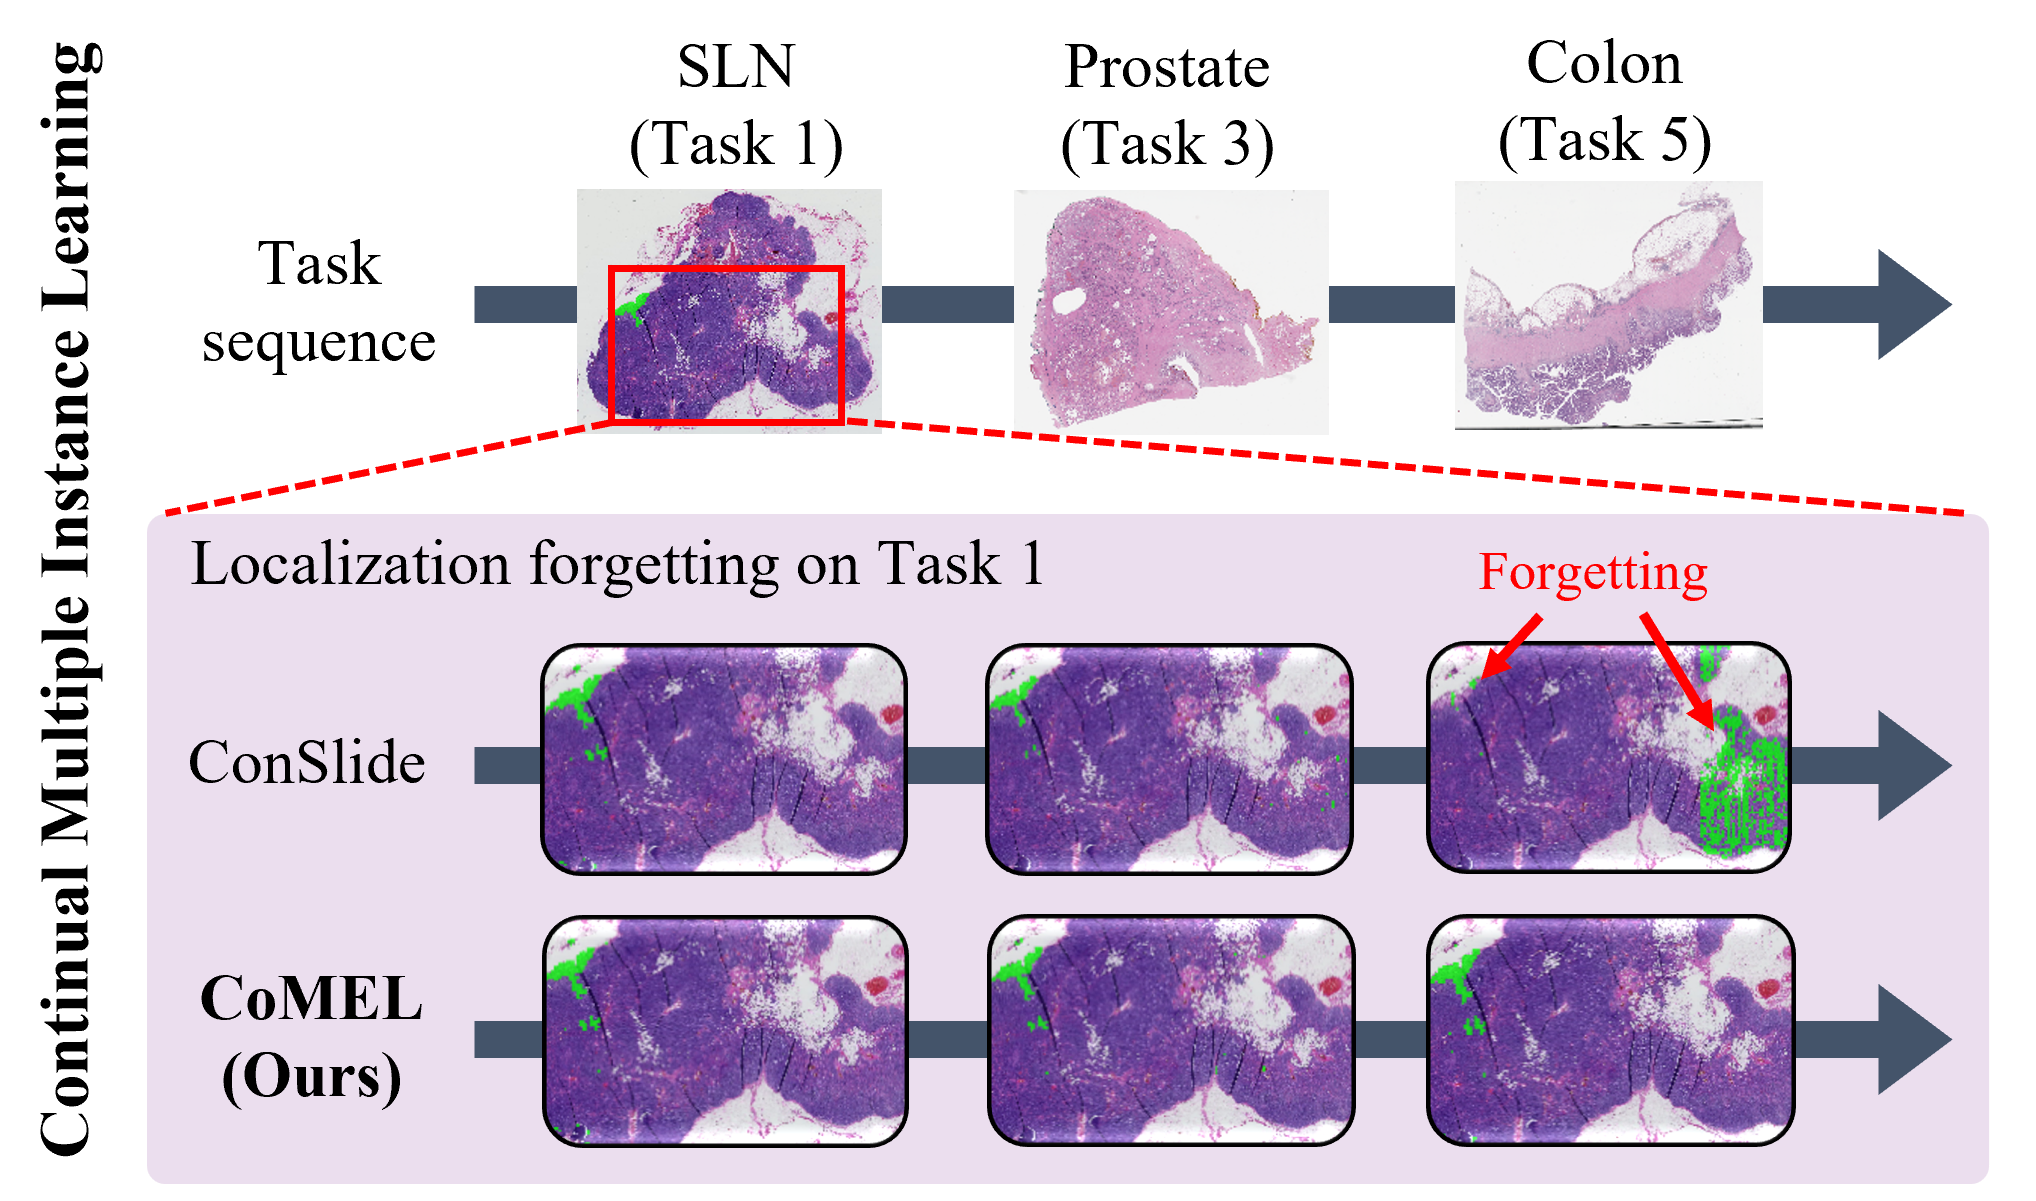 Continual Multiple Instance Learning
SLN
(Task 1)
Prostate
(Task 3)
Colon
(Task 5)
Task
sequence
Localization forgetting on Task 1
Forgetting
ConSlide
CoMEL
(Ours)